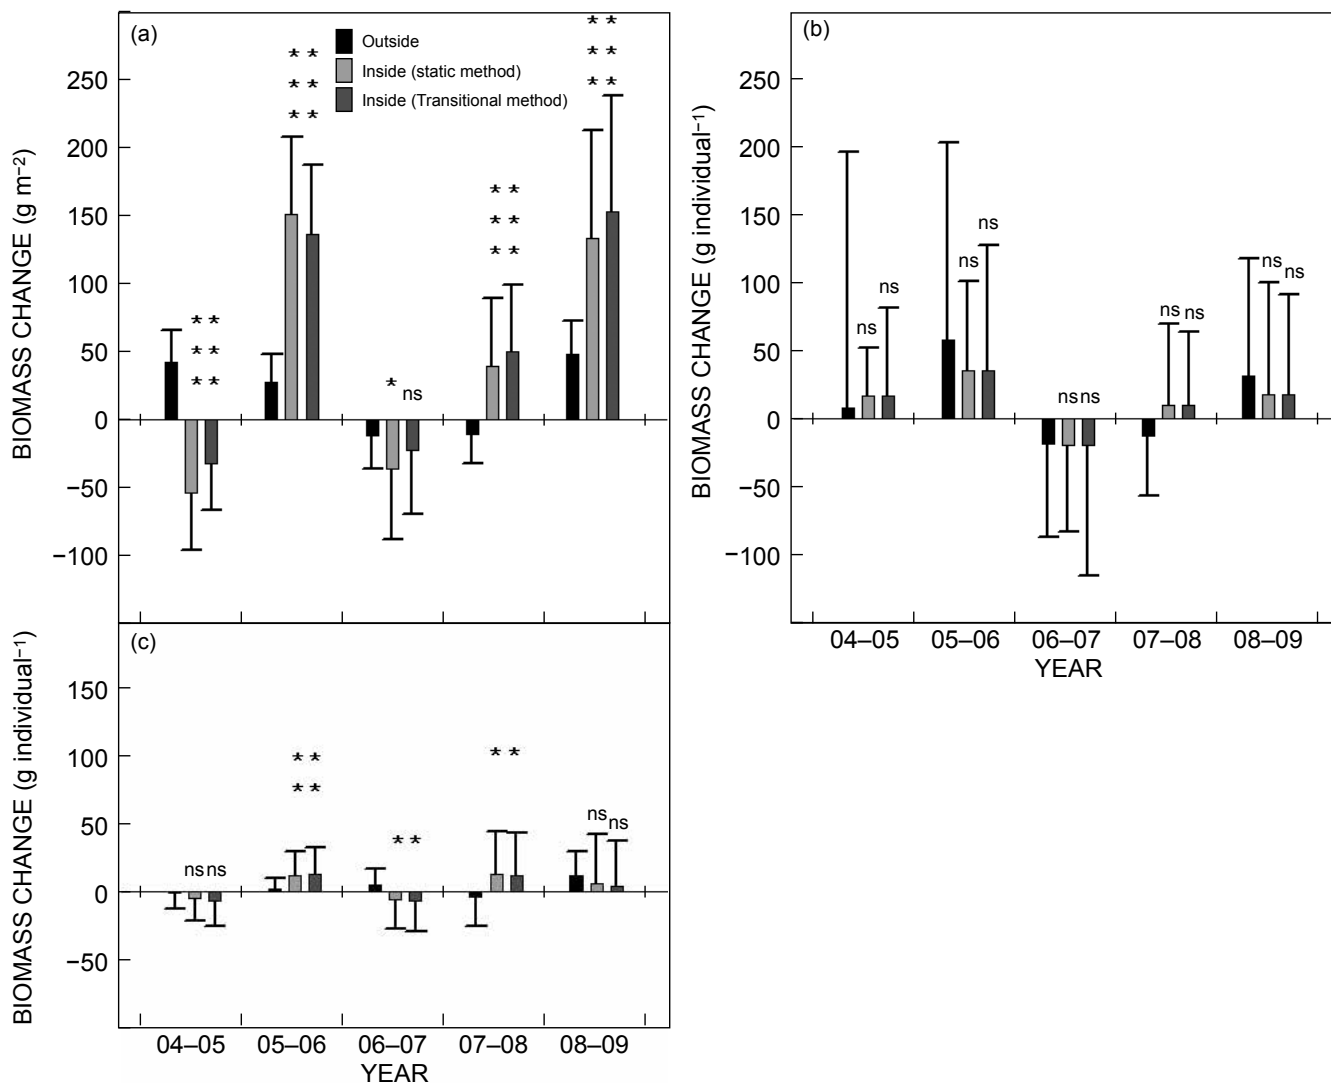 (a)
Outside
Inside (static method)
Inside (Transitional method)
BIOMASS CHANGE (g m⁻²)
250
200
150
100
50
0
−50
−100
* *
* *
* *
* *
* *
* *
* ns
* *
* *
* *
* *
* *
* *
(b)
BIOMASS CHANGE (g individual⁻¹)
250
200
150
100
50
0
−50
−100
ns ns
ns ns
ns ns
ns ns
ns ns
04–05 05–06 06–07 07–08 08–09
YEAR
(c)
BIOMASS CHANGE (g individual⁻¹)
150
100
50
0
−50
ns ns
* *
* *
* *
* *
ns ns
04–05 05–06 06–07 07–08 08–09
YEAR